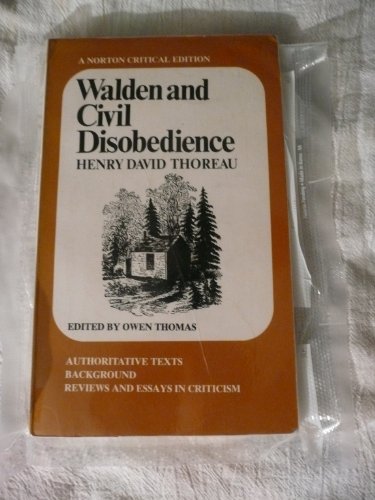 A NORTON CRITICAL EDITION
Walden and
Civil
Disobedience
HENRY DAVID THOREAU
EDITED BY OWEN THOMAS
AUTHORITATIVE TEXTS
BACKGROUND
REVIEWS AND ESSAYS IN CRITICISM